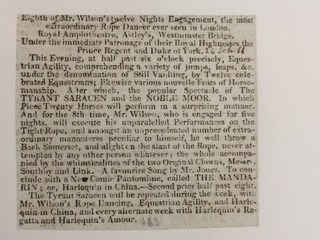 Eighth of Mr. Wilson's twelve Nights Engagement, the most
extraordinary Rope Dancer ever seen in London.
Royal Amphitheatre, Astley's, Westminster Bridge.
Under the immediate Patronage of their Royal Highnesses the
Prince Regent and Duke of York.
This Evening, at half past six o'clock precisely, Eques-
trian Agility, comprehending a variety of jumps, leaps, &c.
under the denomination of Still Vaulting, by Twelve cele-
brated Equestrians; likewise various nouvelle Feats of Horse-
manship. After which, the popular Spectacle of The
TYRANT SARACEN and the NOBLE MOOR. In which
Piece Twenty Horses will perform in a surprising manner.
And for the 8th time, Mr. Wilson, who is engaged for five
nights, will execute his unparalleled Performances on the
Tight-Rope, and amongst an unprecedented number of extra-
ordinary manœuvres peculiar to himself, he will throw a
Back Somerset, and alight on the slant of the Rope, never at-
tempted by any other person whatever; the whole accompa-
nied by the whimsicalities of the two Original Clowns, Messrs.
Southby and Link. A favourite Song by Mr. Jones. To con-
clude with a New Comic Pantomime, called THE MANDA-
RIN; or, Harlequin in China.—Second price half past eight.
The Tyrant Saracen will be repeated during the week, with
Mr. Wilson's Rope Dancing, Equestrian Agility, and Harle-
quin in China, and every alternate week with Harlequin's Re-
gatta and Harlequin's Amour.